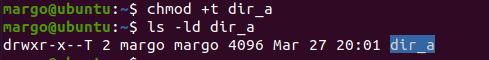 margo@ubuntu:~$ chmod +t dir_a
margo@ubuntu:~$ ls -ld dir_a
drwxr-x--T 2 margo margo 4096 Mar 27 20:01 dir_a